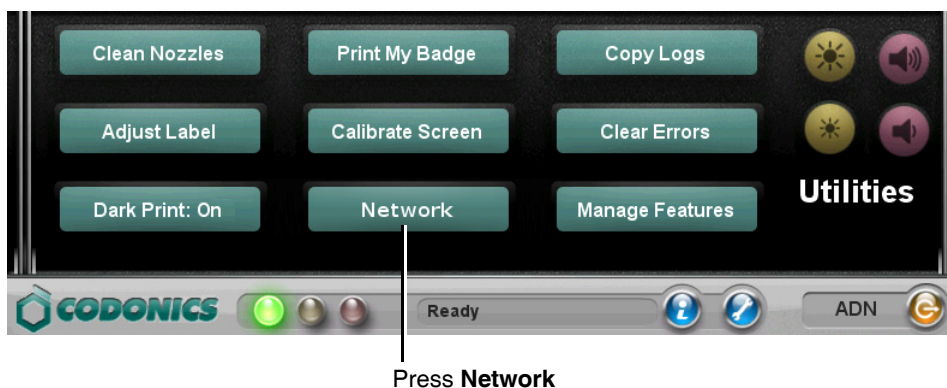 Clean Nozzles Print My Badge Copy Logs
Adjust Label Calibrate Screen Clear Errors
Utilities
Dark Print: On Network Manage Features
CODONICS Ready ADN
Press Network